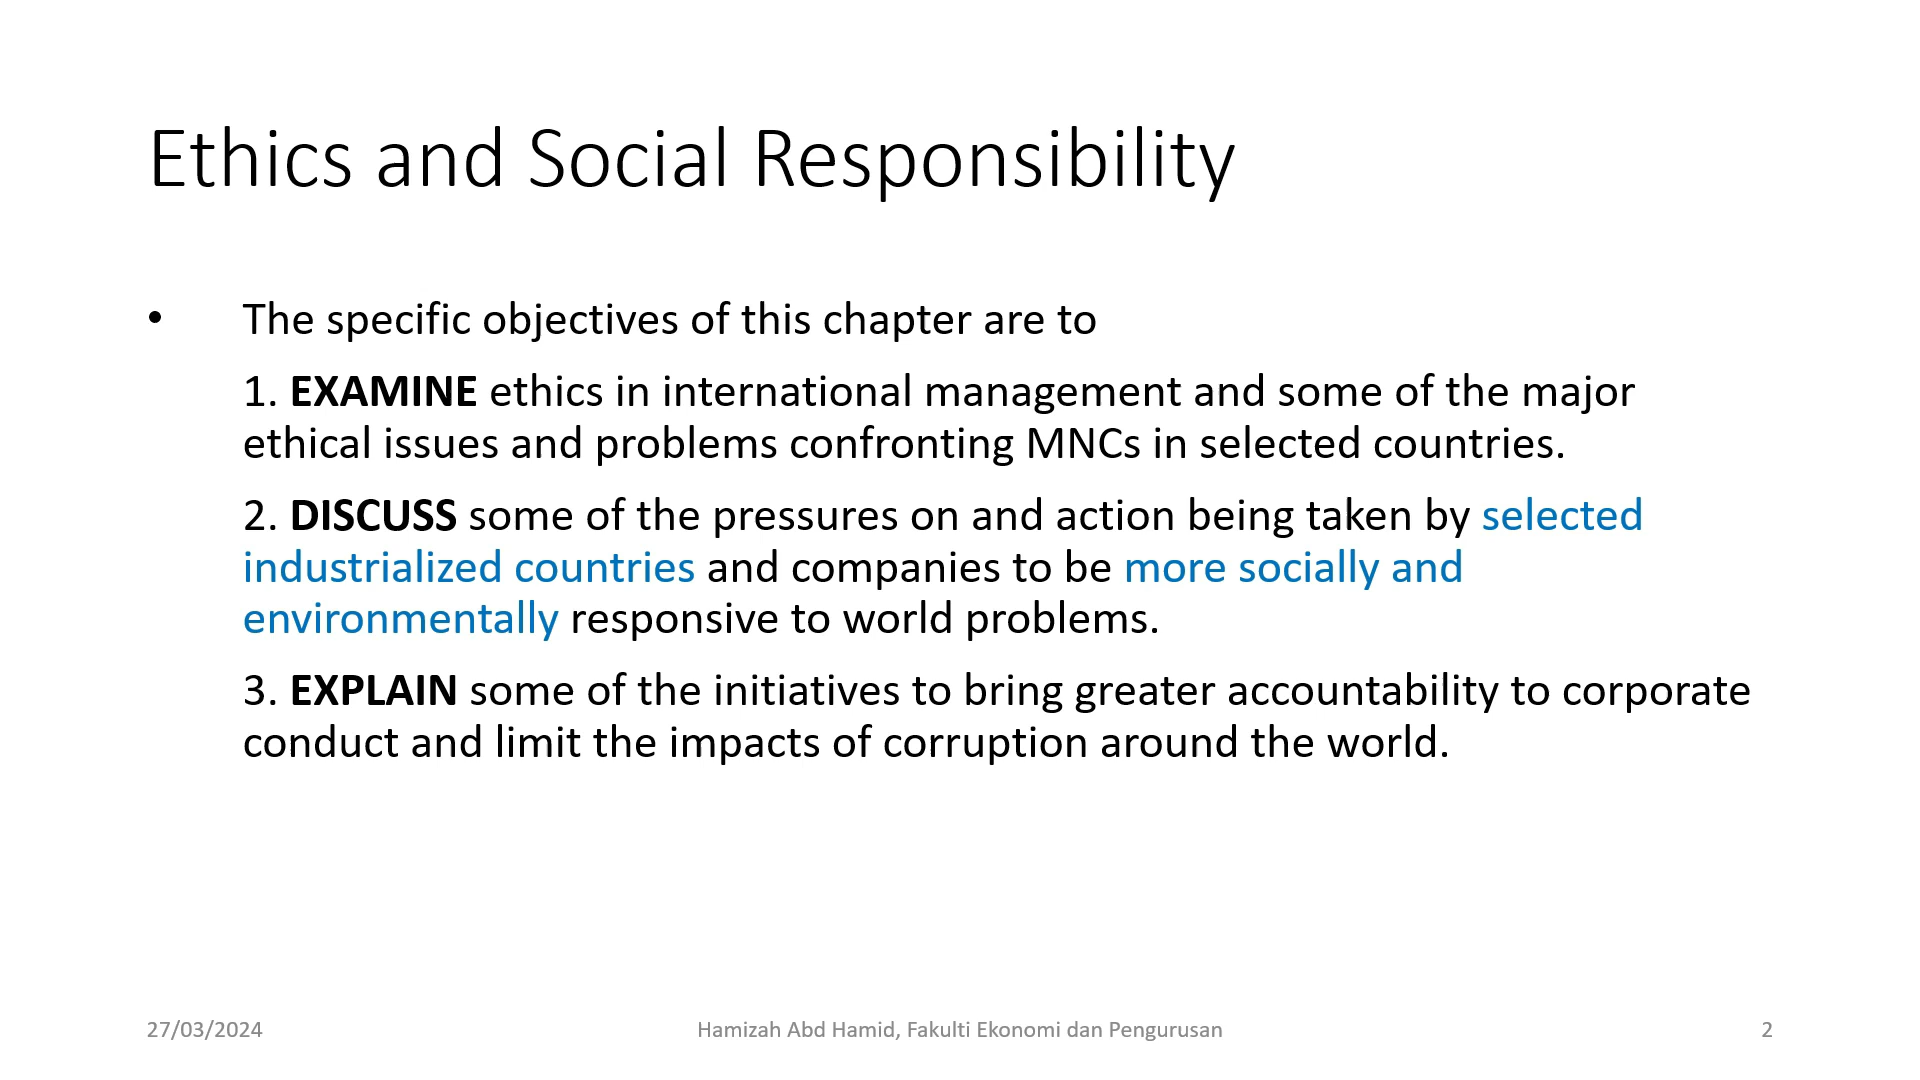 Ethics and Social Responsibility
• The specific objectives of this chapter are to
1. EXAMINE ethics in international management and some of the major
ethical issues and problems confronting MNCs in selected countries.
2. DISCUSS some of the pressures on and action being taken by selected
industrialized countries and companies to be more socially and
environmentally responsive to world problems.
3. EXPLAIN some of the initiatives to bring greater accountability to corporate
conduct and limit the impacts of corruption around the world.
27/03/2024
Hamizah Abd Hamid, Fakulti Ekonomi dan Pengurusan
2